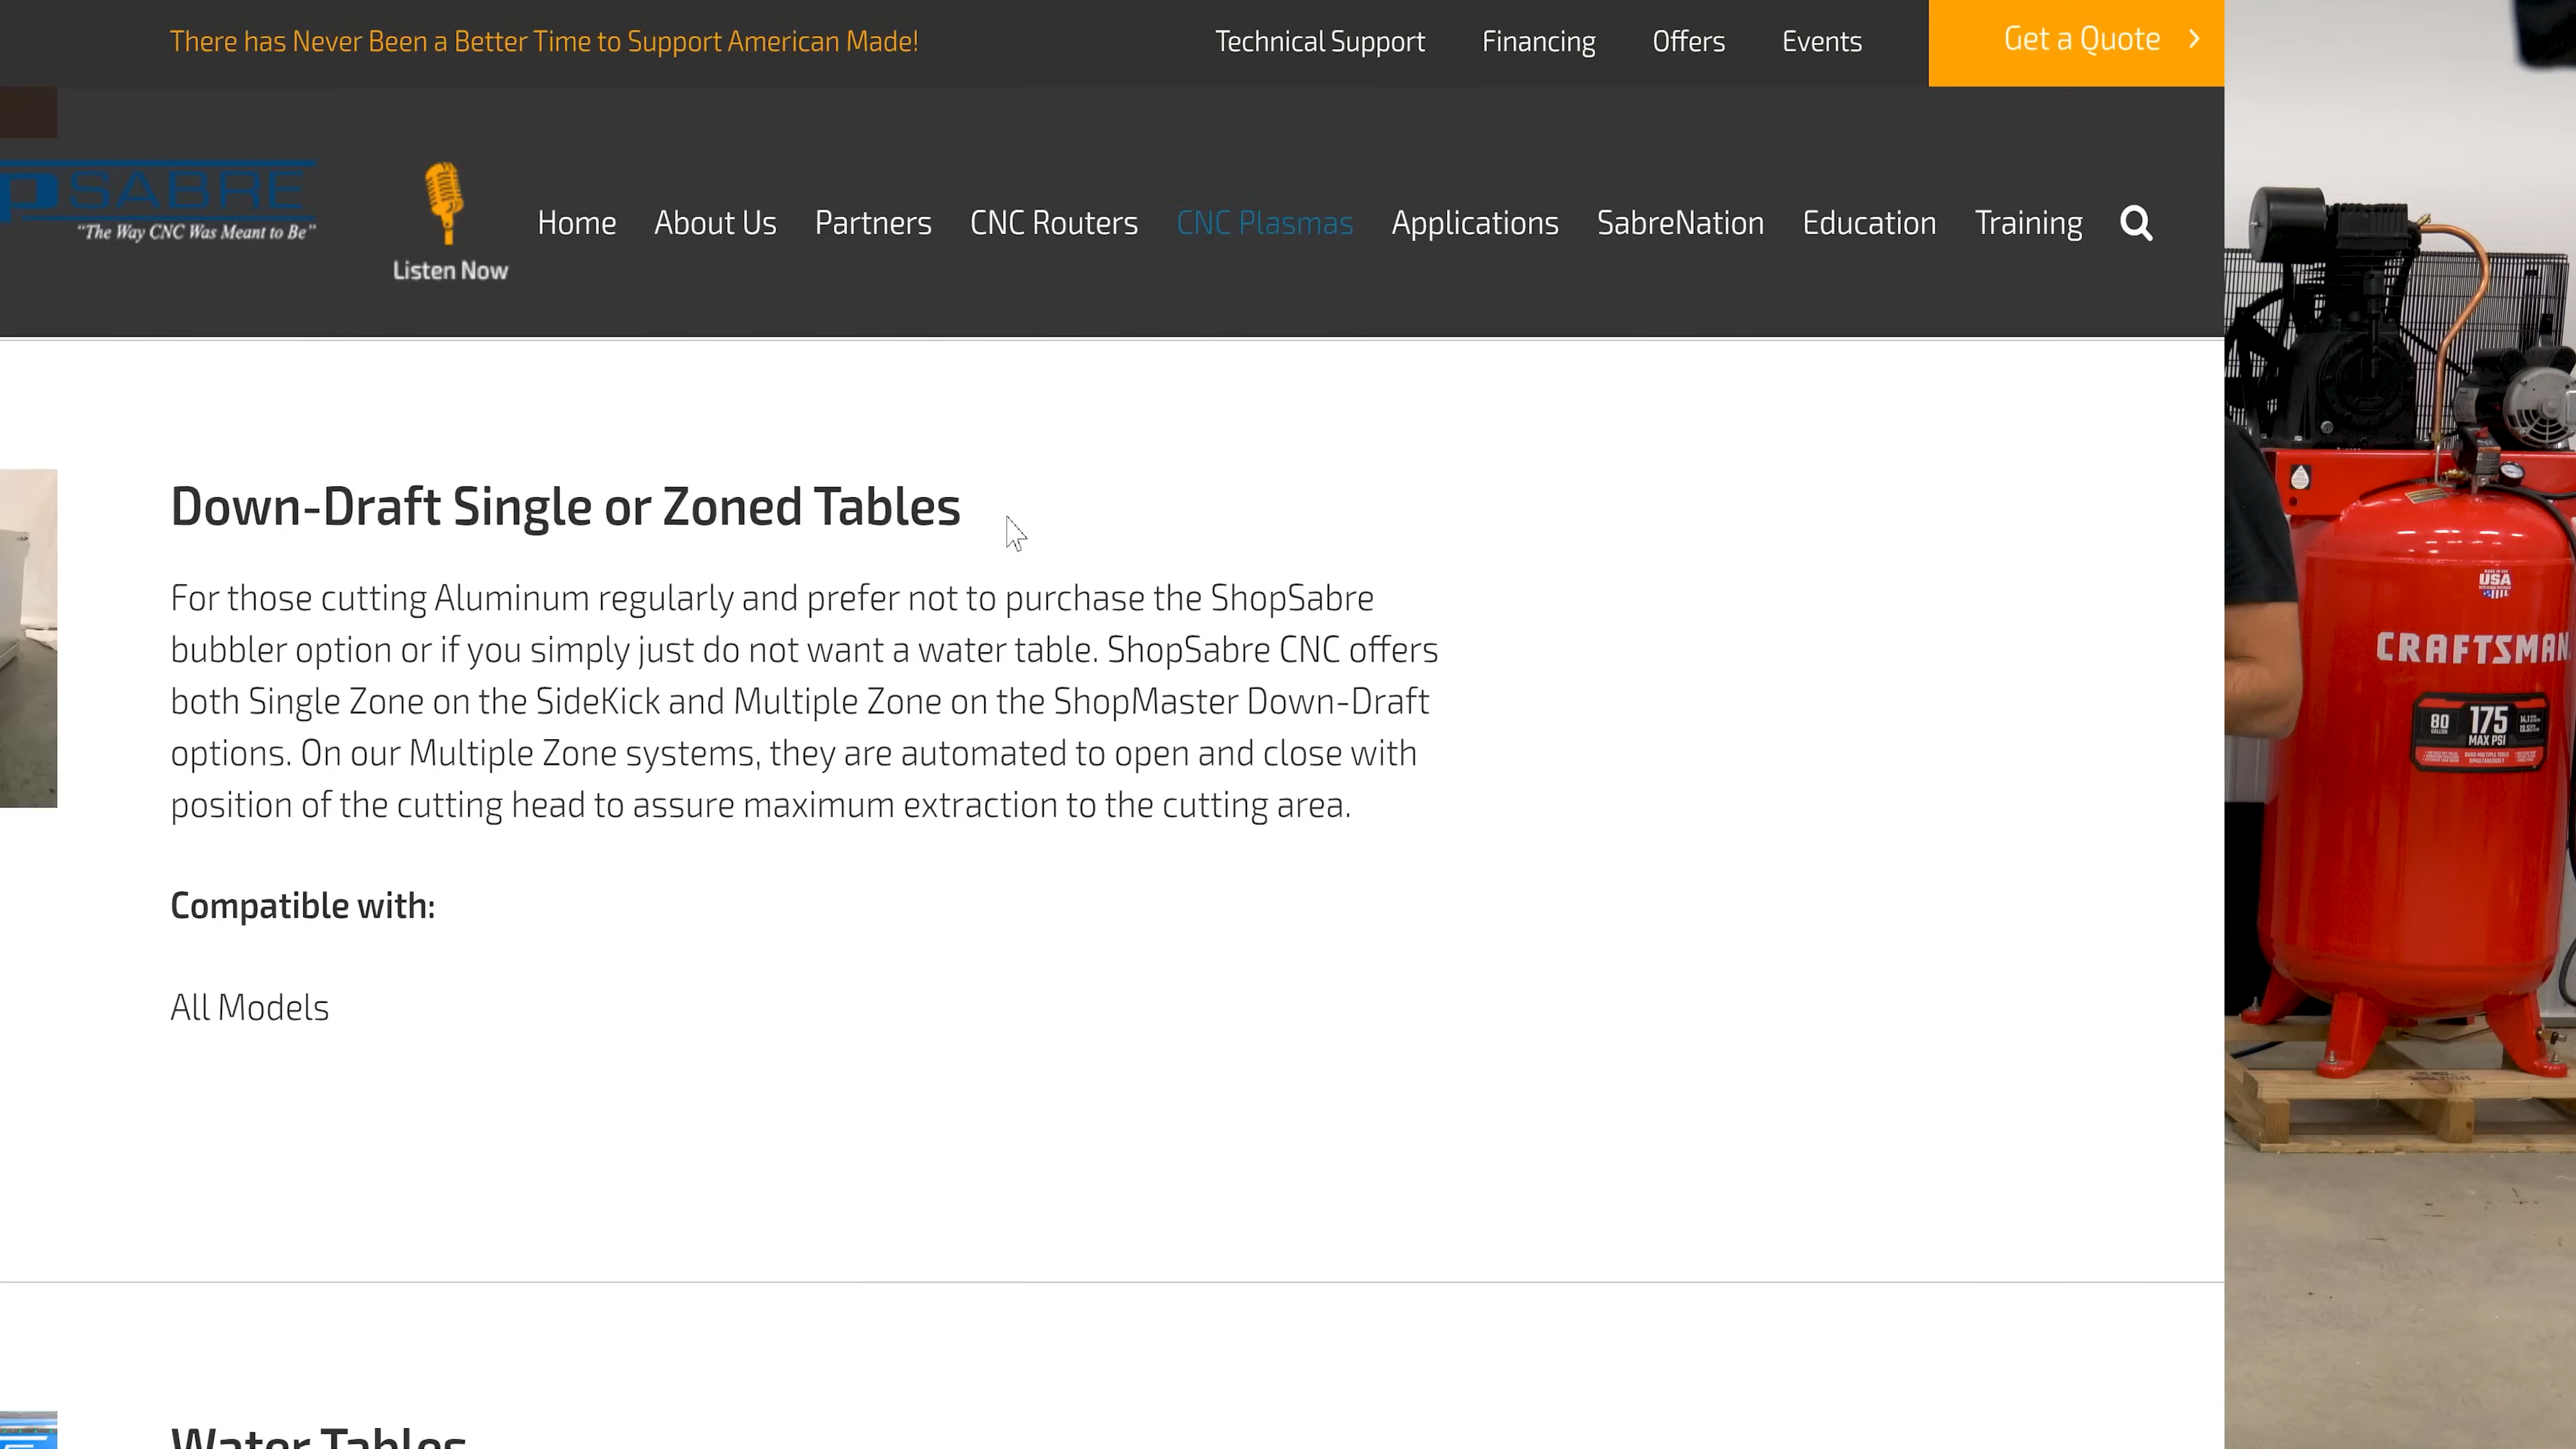 There has Never Been a Better Time to Support American Made!
Technical Support
Financing
Offers
Events
Get a Quote
pSABRE
"The Way CNC Was Meant to Be"
Listen Now
Home
About Us
Partners
CNC Routers
CNC Plasmas
Applications
SabreNation
Education
Training
Down-Draft Single or Zoned Tables
For those cutting Aluminum regularly and prefer not to purchase the ShopSabre
bubbler option or if you simply just do not want a water table. ShopSabre CNC offers
both Single Zone on the SideKick and Multiple Zone on the ShopMaster Down-Draft
options. On our Multiple Zone systems, they are automated to open and close with
position of the cutting head to assure maximum extraction to the cutting area.
Compatible with:
All Models
Water Tables
USA
CRAFTSMAN
80
GALLON
175
MAX PSI